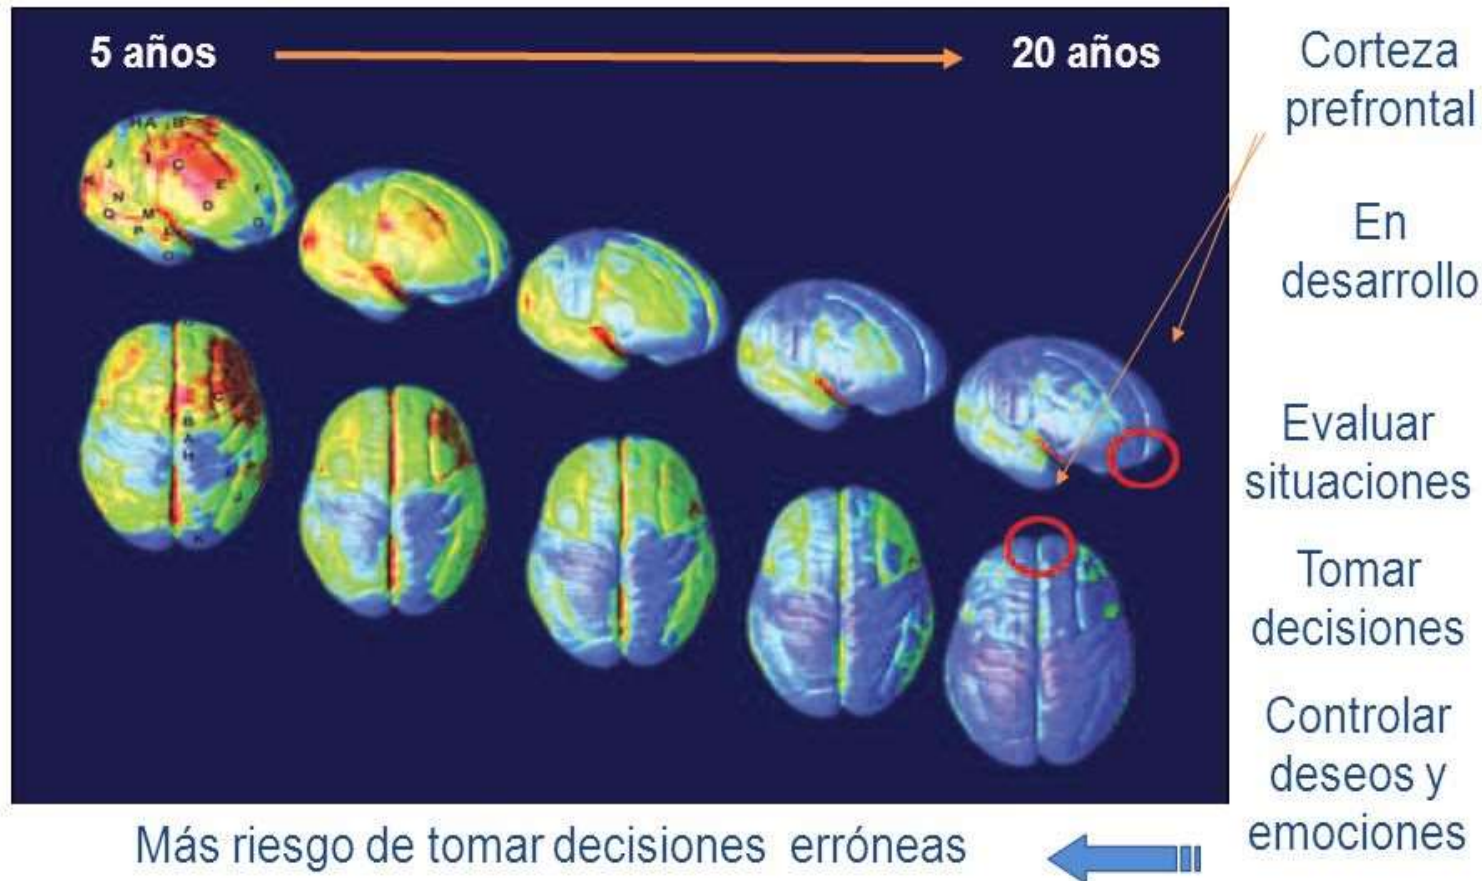 5 años
20 años
Corteza
prefrontal
En
desarrollo
Evaluar
situaciones
Tomar
decisiones
Controlar
deseos y
emociones
Más riesgo de tomar decisiones erróneas